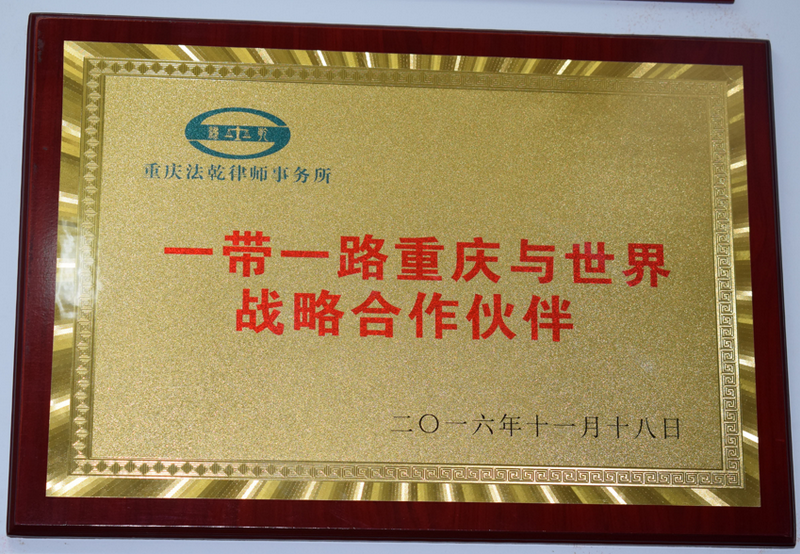 重庆法乾律师事务所
一带一路重庆与世界
战略合作伙伴
二〇一六年十一月十八日